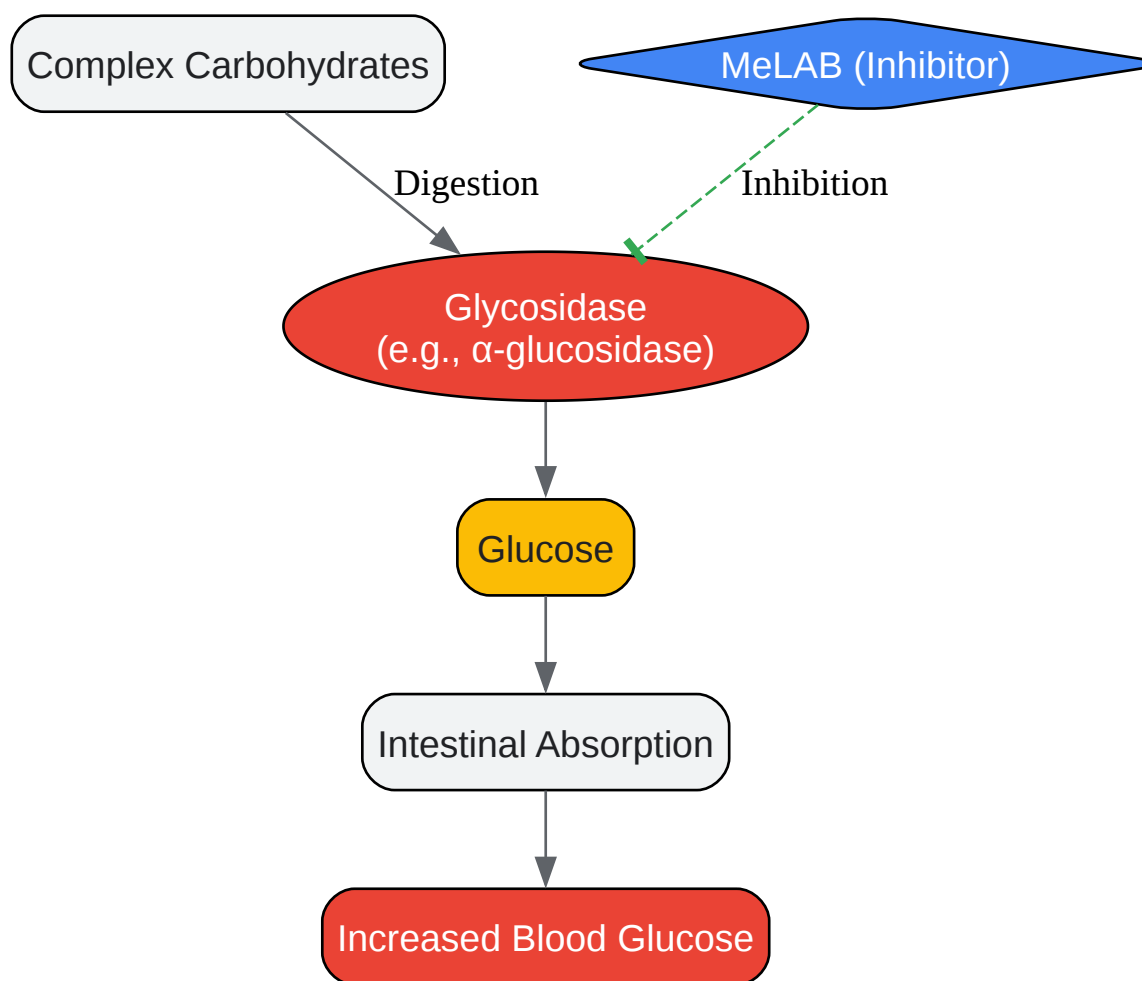 Complex Carbohydrates
MeLAB (Inhibitor)
Digestion
Inhibition
Glycosidase
(e.g., α-glucosidase)
Glucose
Intestinal Absorption
Increased Blood Glucose